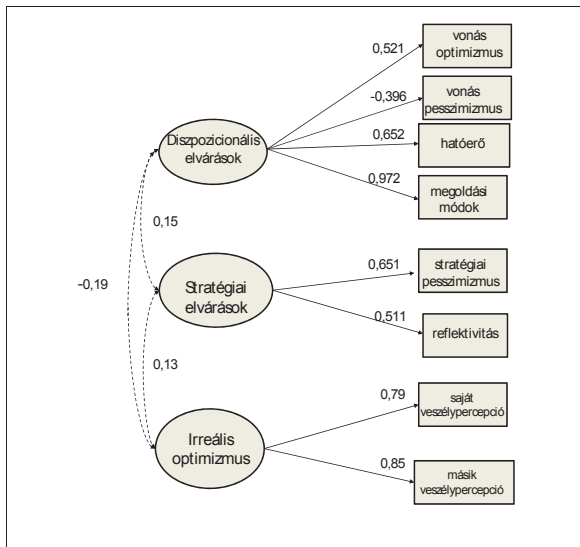 0,521
vonás
optimizmus
-0,396
vonás
pesszimizmus
Diszpozicionális
elvárások
0,652
hatóerő
0,972
megoldási
módok
0,15
-0,19
Stratégiai
elvárások
0,651
stratégiai
pesszimizmus
0,511
reflektivitás
0,13
Irreális
optimizmus
0,79
saját
veszélypercepció
0,85
másik
veszélypercepció